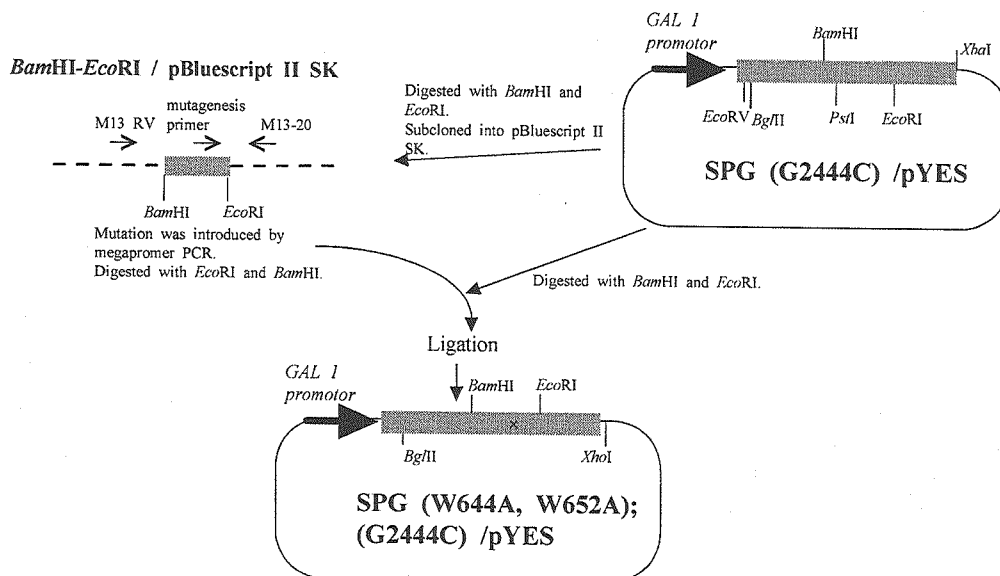 BamHI-EcoRI / pBluescript II SK
mutagenesis
M13 RV primer M13-20
BamHI EcoRI
Mutation was introduced by
megapromer PCR.
Digested with EcoRI and BamHI.
Digested with BamHI and
EcoRI.
Subcloned into pBluescript II
SK.
GAL 1
promotor
BamHI
XbaI
EcoRV BglII PstI EcoRI
SPG (G2444C) /pYES
Digested with BamHI and EcoRI.
Ligation
GAL 1
promotor
BamHI EcoRI
×
BglII XhoI
SPG (W644A, W652A);
(G2444C) /pYES